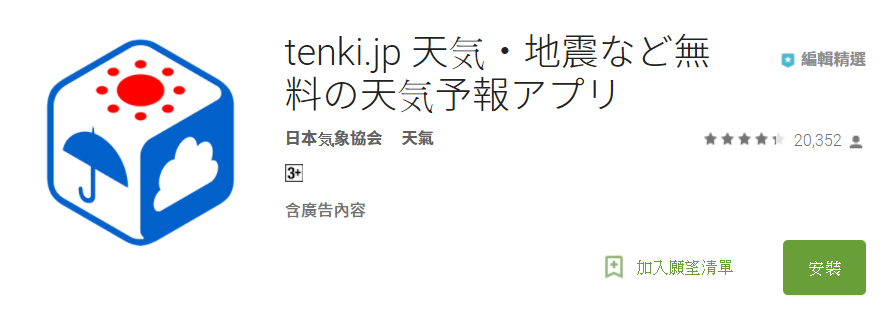 tenki.jp 天気・地震など無
料の天気予報アプリ
編輯精選
日本気象協会 天氣
20,352
3+
含廣告內容
加入願望清單
安裝